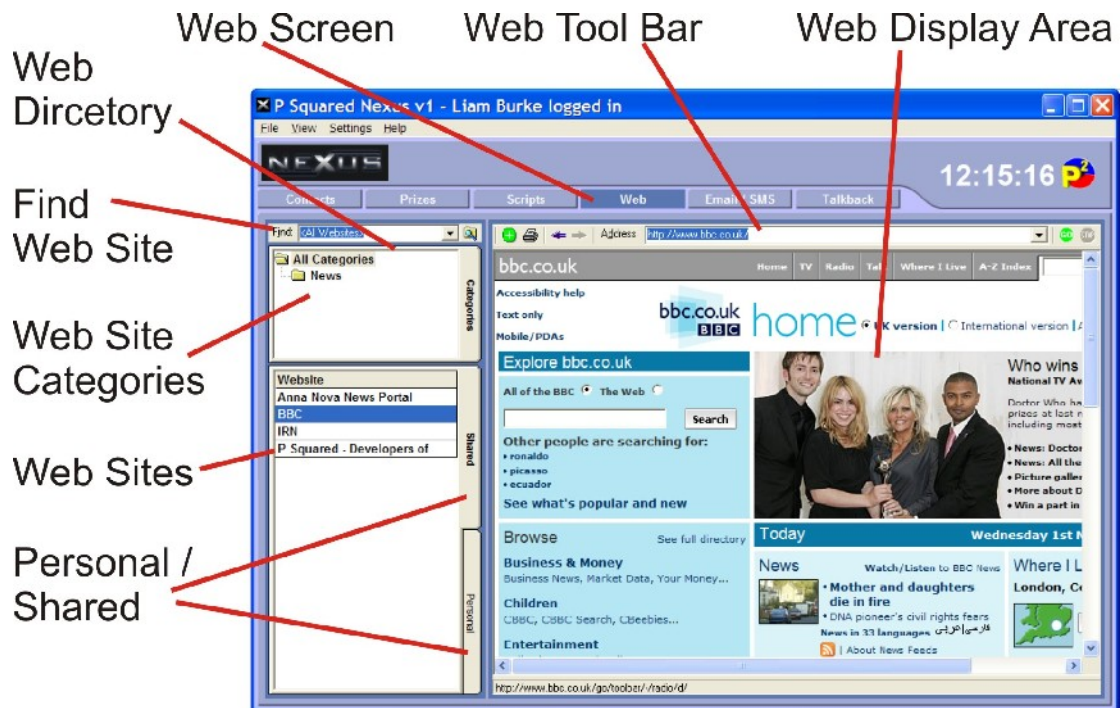 Web Screen
Web Tool Bar
Web Display Area
Web
Dircetory
Find
Web Site
Web Site
Categories
Web Sites
Personal /
Shared
P Squared Nexus v1 - Liam Burke logged in
File View Settings Help
NEXUS
12:15:16
Contacts Prizes Scripts Web Email / SMS Talkback
Find: <All Websites>
All Categories
News
Categories
Website
Anna Nova News Portal
BBC
IRN
P Squared - Developers of
Shared
Personal
Address http://www.bbc.co.uk/
bbc.co.uk
Home TV Radio Talk Where I Live A-Z Index
Accessibility help
Text only
Mobile/PDAs
bbc.co.uk
BBC
home
UK version | International version |
Explore bbc.co.uk
All of the BBC The Web
Search
Other people are searching for:
• ronaldo
• picasso
• ecuador
See what's popular and new
Who wins
National TV Aw
Doctor Who ha
prizes at last n
including most
• News: Doctor
• News: All the
• Picture galler
• More about D
• Win a part in
Browse
See full directory
Business & Money
Business News, Market Data, Your Money...
Children
CBBC, CBBC Search, CBeebies...
Entertainment
Today
Wednesday 1st N
News
Watch/Listen to BBC News
• Mother and daughters
die in fire
• DNA pioneer's civil rights fears
News in 33 languages
| About News Feeds
Where I L
London, Ce
http://www.bbc.co.uk/go/toolbar/-/radio/d/